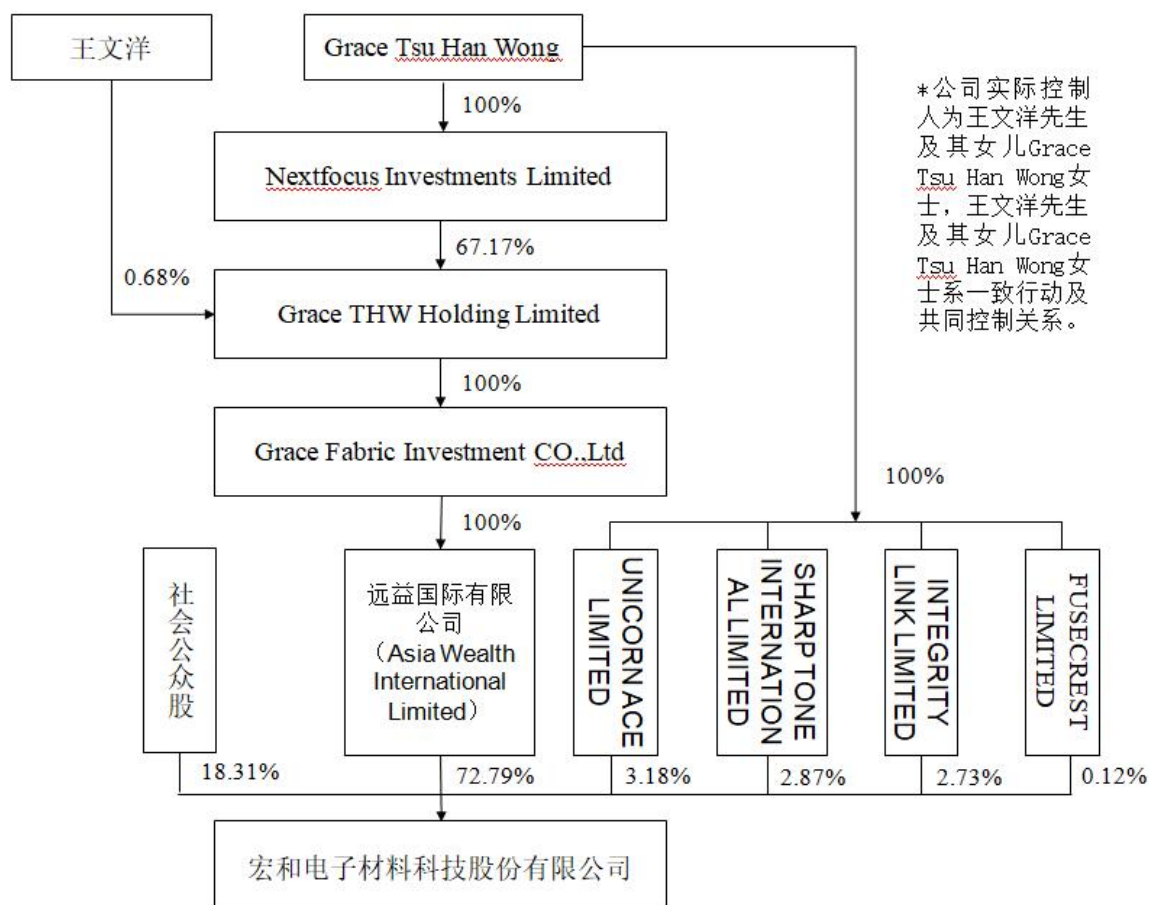 王文洋
Grace Tsu Han Wong
100%
*公司实际控制
人为王文洋先生
及其女儿Grace
Tsu Han Wong女
士，王文洋先生
及其女儿Grace
Tsu Han Wong女
士系一致行动及
共同控制关系。
Nextfocus Investments Limited
67.17%
0.68%
Grace THW Holding Limited
100%
Grace Fabric Investment CO.,Ltd
100%
100%
社会公众股
远益国际有限
公司
（Asia Wealth
International
Limited）
UNICORN ACE
LIMITED
SHARP TONE
INTERNATION
AL LIMITED
INTEGRITY
LINK LIMITED
FUSECREST
LIMITED
18.31%
72.79%
3.18%
2.87%
2.73%
0.12%
宏和电子材料科技股份有限公司